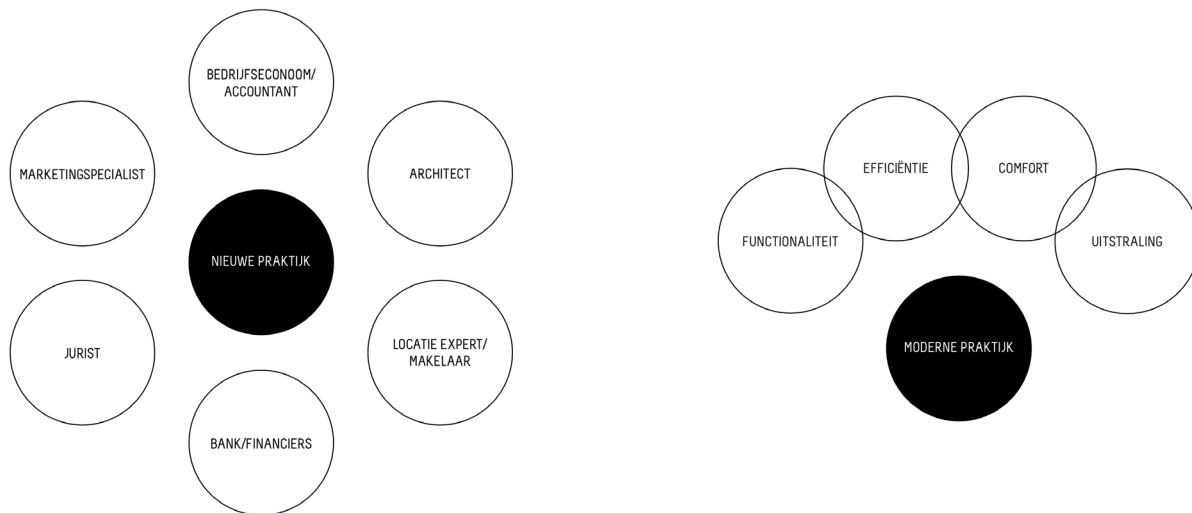 BEDRIJFSECONOOM/
ACCOUNTANT
MARKETINGSPECIALIST
ARCHITECT
NIEUWE PRAKTIJK
JURIST
LOCATIE EXPERT/
MAKELAAR
BANK/FINANCIERS
EFFICIËNTIE
COMFORT
FUNCTIONALITEIT
UITSTRALING
MODERNE PRAKTIJK